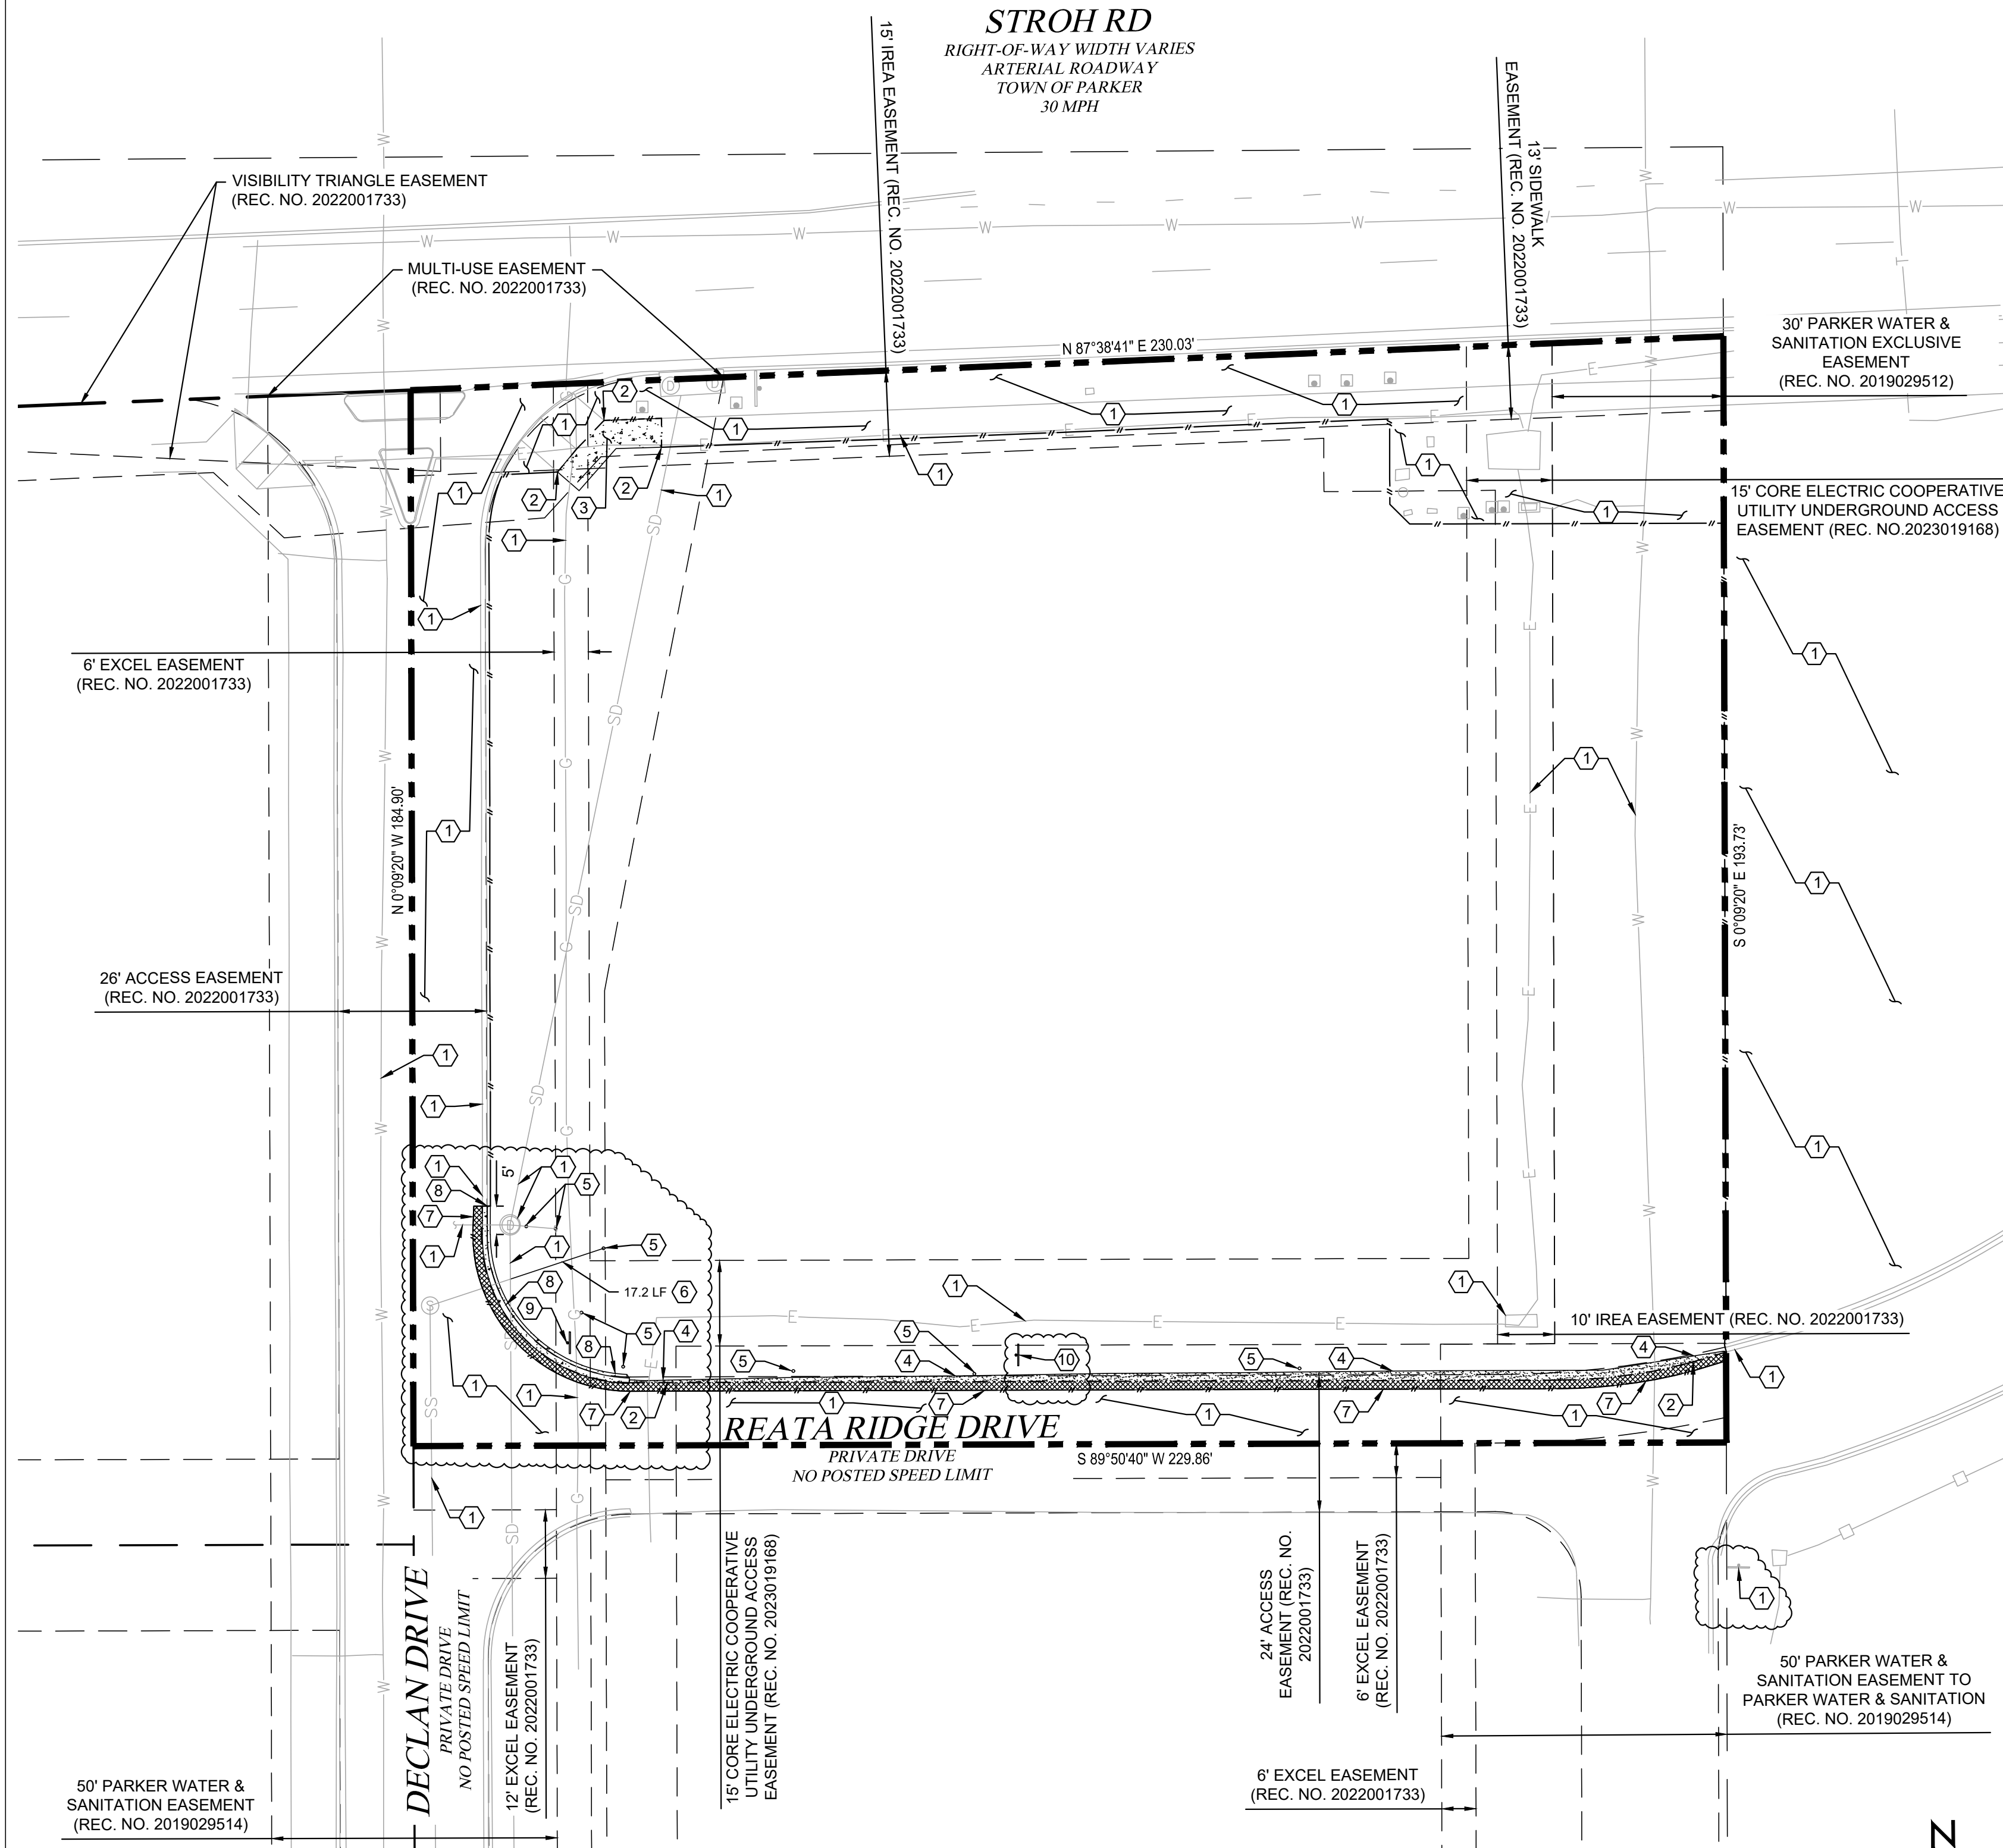 STROH RD
RIGHT-OF-WAY WIDTH VARIES
ARTERIAL ROADWAY
TOWN OF PARKER
30 MPH
15' IREA EASEMENT (REC. NO. 2022001733)
13' SIDEWALK
EASEMENT (REC. NO. 2022001733)
VISIBILITY TRIANGLE EASEMENT
(REC. NO. 2022001733)
MULTI-USE EASEMENT
(REC. NO. 2022001733)
N 87°38'41" E 230.03'
30' PARKER WATER &
SANITATION EXCLUSIVE
EASEMENT
(REC. NO. 2019029512)
15' CORE ELECTRIC COOPERATIVE
UTILITY UNDERGROUND ACCESS
EASEMENT (REC. NO.2023019168)
6' EXCEL EASEMENT
(REC. NO. 2022001733)
N 0°09'20" W 184.90'
S 0°09'20" E 193.73'
26' ACCESS EASEMENT
(REC. NO. 2022001733)
5'
17.2 LF 6
10' IREA EASEMENT (REC. NO. 2022001733)
REATA RIDGE DRIVE
PRIVATE DRIVE
NO POSTED SPEED LIMIT
S 89°50'40" W 229.86'
DECLAN DRIVE
PRIVATE DRIVE
NO POSTED SPEED LIMIT
12' EXCEL EASEMENT
(REC. NO. 2022001733)
15' CORE ELECTRIC COOPERATIVE
UTILITY UNDERGROUND ACCESS
EASEMENT (REC. NO. 2023019168)
24' ACCESS
EASEMENT (REC. NO.
2022001733)
6' EXCEL EASEMENT
(REC. NO. 2022001733)
50' PARKER WATER &
SANITATION EASEMENT TO
PARKER WATER & SANITATION
(REC. NO. 2019029514)
6' EXCEL EASEMENT
(REC. NO. 2022001733)
50' PARKER WATER &
SANITATION EASEMENT
(REC. NO. 2019029514)
N